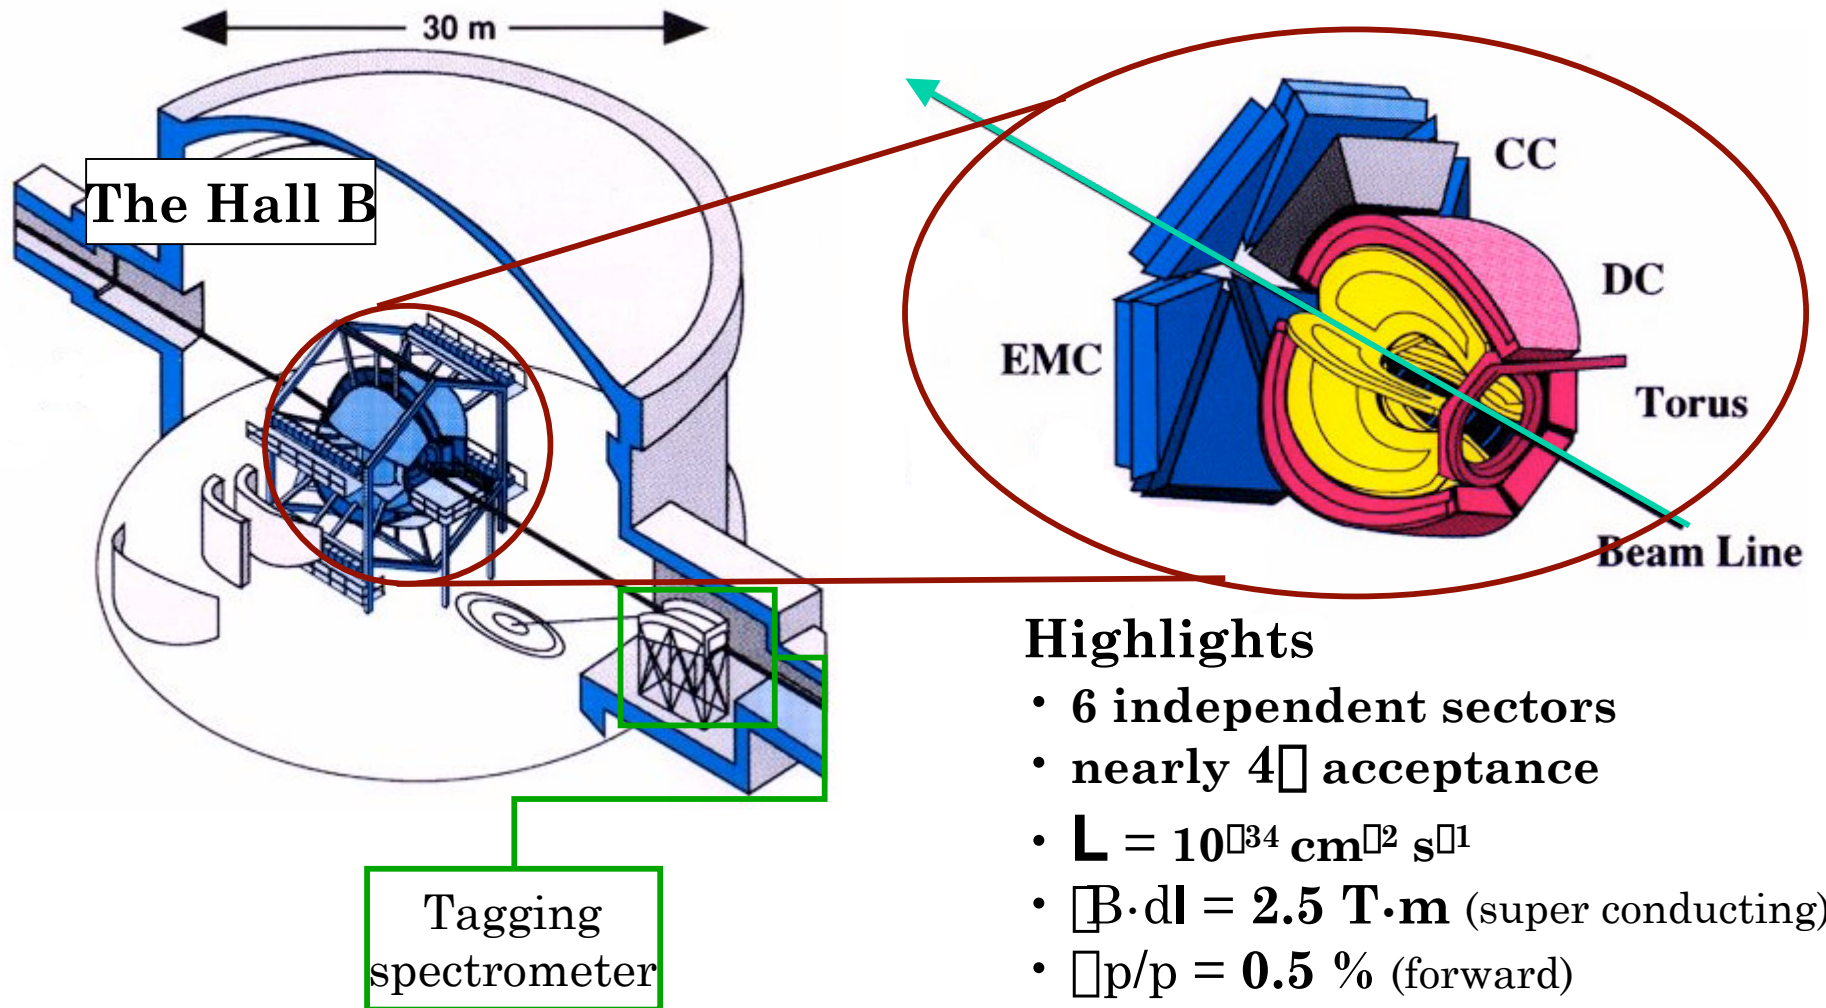 30 m
The Hall B
CC
DC
EMC
Torus
Beam Line
Tagging
spectrometer
Highlights
• 6 independent sectors
• nearly 4▯ acceptance
• L = 10▯34 cm▯2 s▯1
• ▯B·dl = 2.5 T·m (super conducting)
• ▯p/p = 0.5 % (forward)